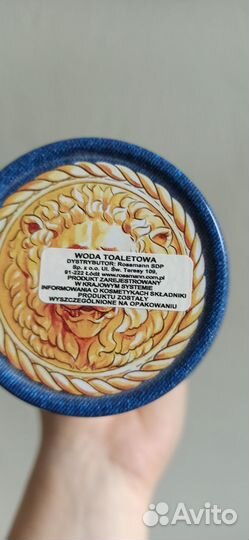 WODA TOALETOWA
DYSTRYBUTOR: Rossmann SDP
Sp. z o.o. Ul. Św. Teresy 109,
91-222 Łódź www.rossmann.com.pl
PRODUKT ZAREJESTROWANY
W KRAJOWYM SYSTEMIE
INFORMOWANIA O KOSMETYKACH SKŁADNIKI
PRODUKTU ZOSTAŁY
WYSZCZEGÓLNIONE NA OPAKOWANIU
Avito